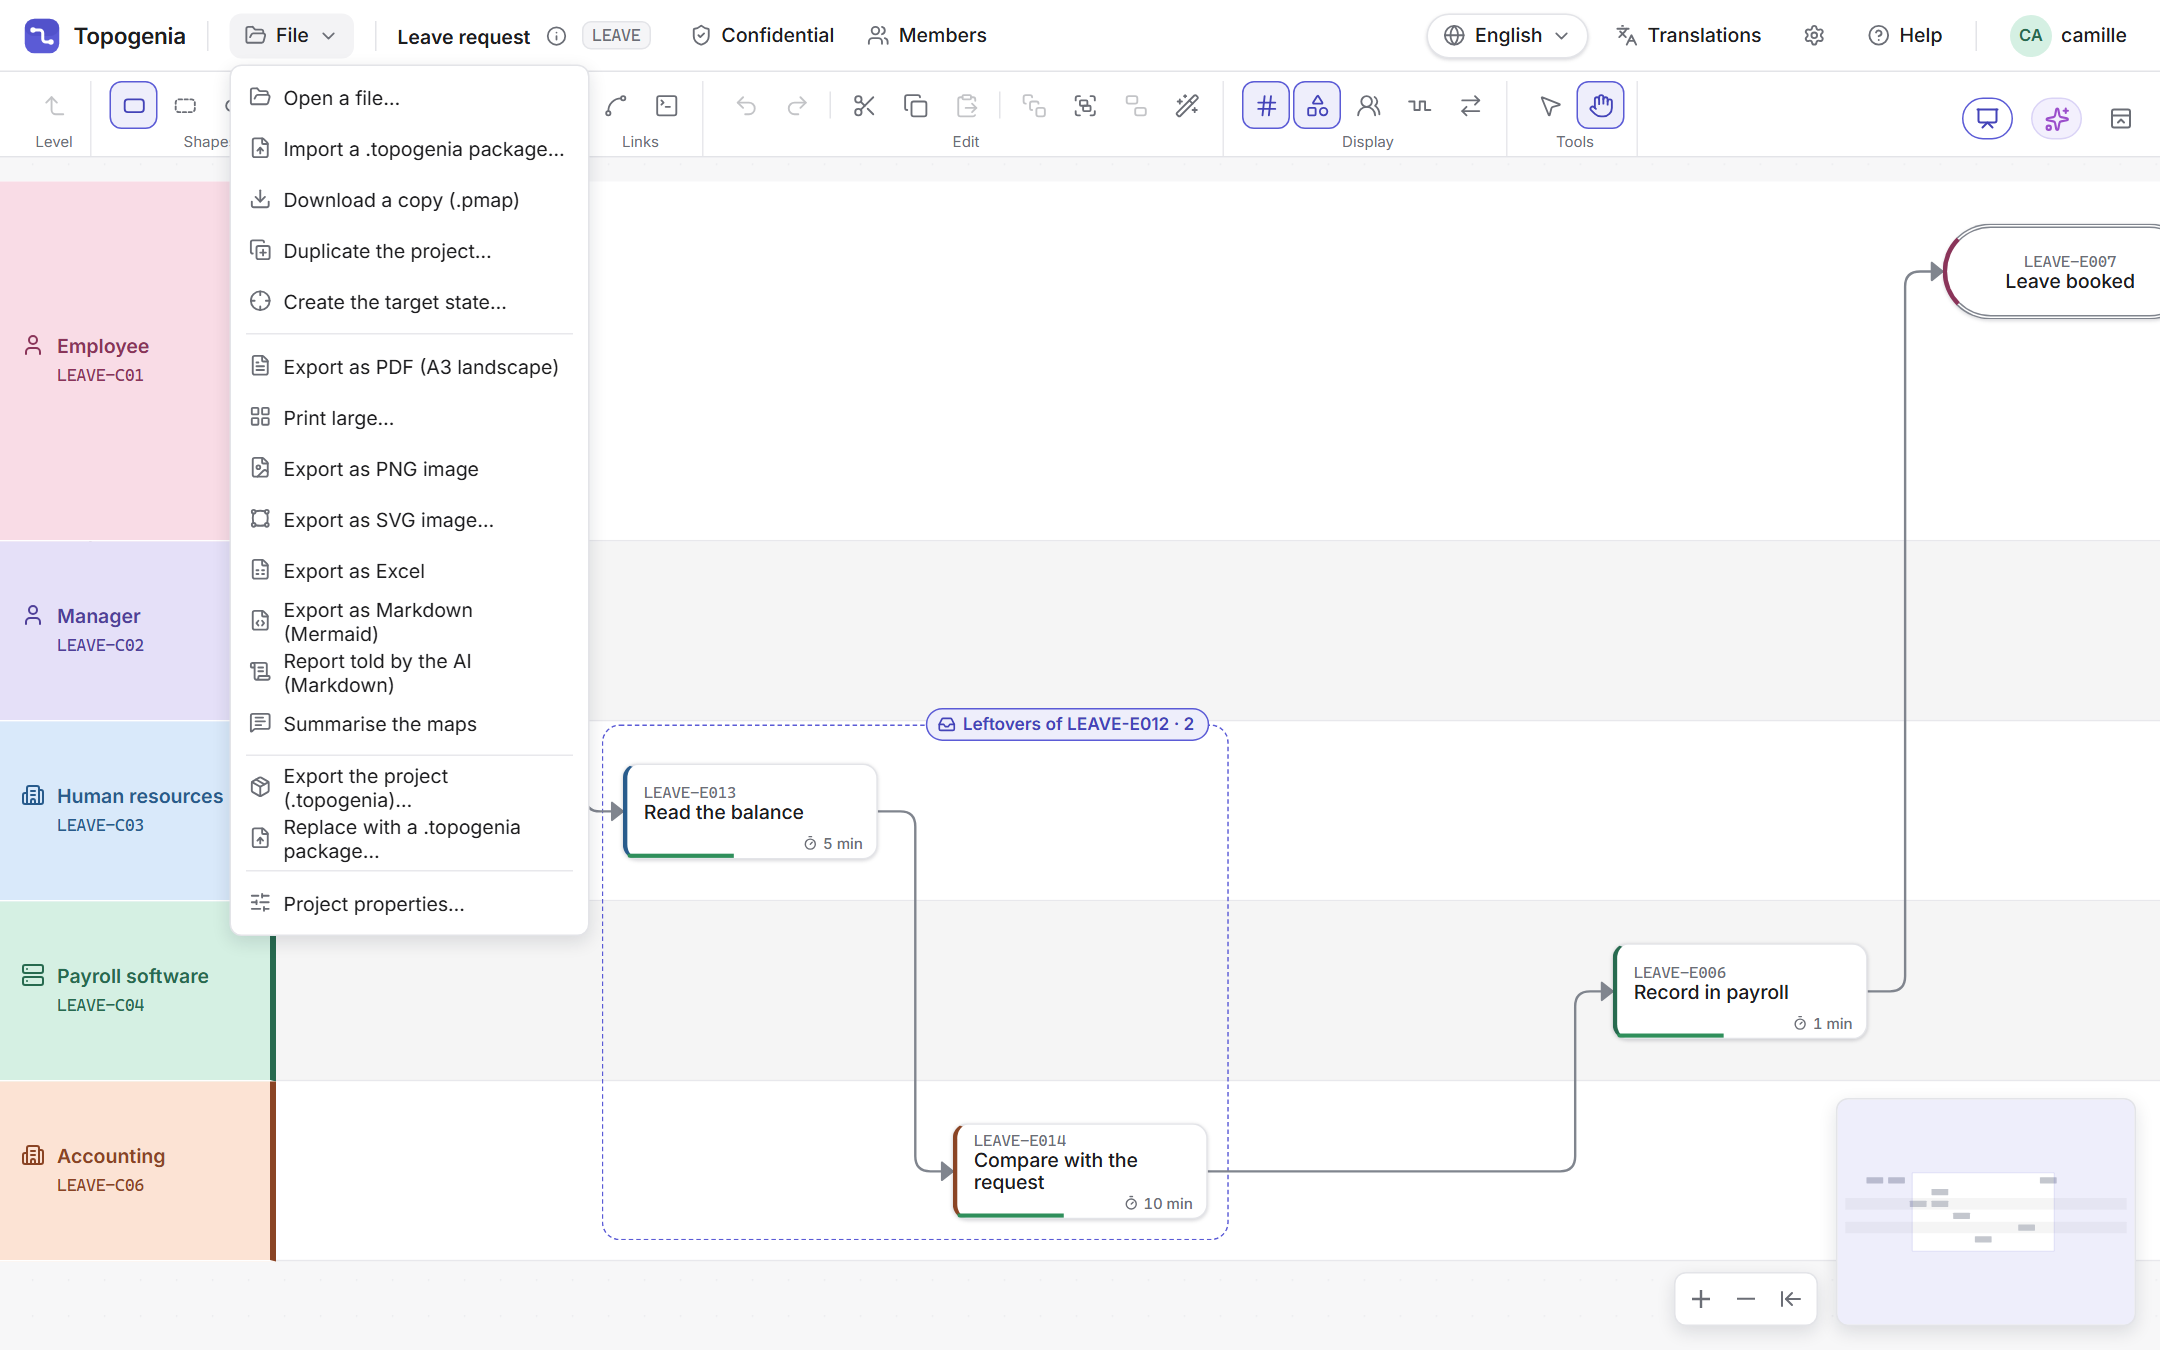 Topogenia
File
Leave request
LEAVE
Confidential
Members
English
Translations
Help
CA
camille
Level
Shape
Links
Edit
Display
Tools
Open a file...
Import a .topogenia package...
Download a copy (.pmap)
Duplicate the project...
Create the target state...
Export as PDF (A3 landscape)
Print large...
Export as PNG image
Export as SVG image...
Export as Excel
Export as Markdown
(Mermaid)
Report told by the AI
(Markdown)
Summarise the maps
Export the project
(.topogenia)...
Replace with a .topogenia
package...
Project properties...
Employee
LEAVE-C01
Manager
LEAVE-C02
Human resources
LEAVE-C03
Payroll software
LEAVE-C04
Accounting
LEAVE-C06
LEAVE-E007
Leave booked
Leftovers of LEAVE-E012 · 2
LEAVE-E013
Read the balance
5 min
LEAVE-E006
Record in payroll
1 min
LEAVE-E014
Compare with the
request
10 min